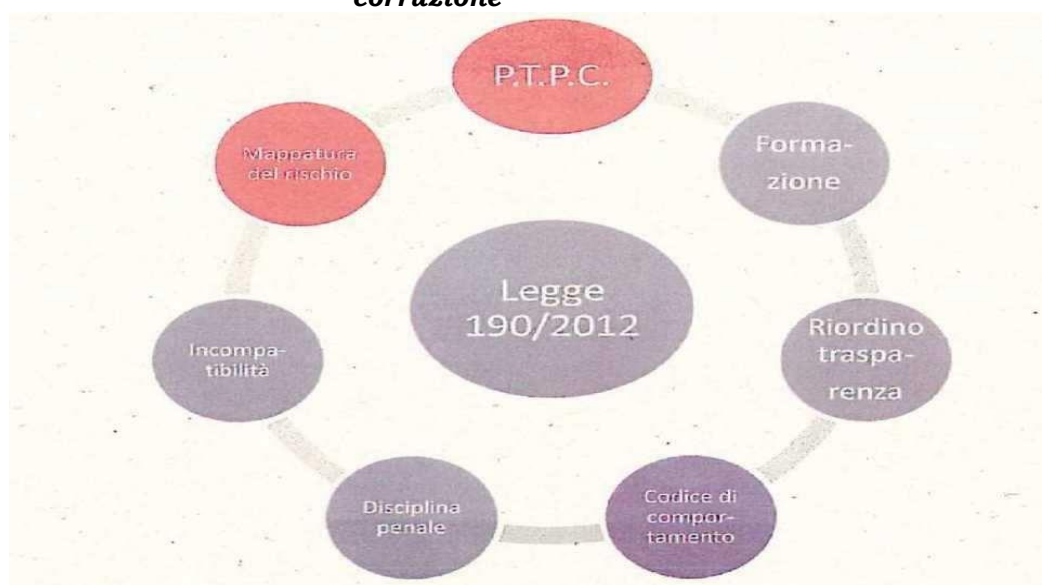 corruzione
P.T.P.C.
Forma-
zione
Riordino
traspa-
renza
Codice di
compor-
tamento
Disciplina
penale
Incompa-
tibilità
Mappatura
del rischio
Legge
190/2012